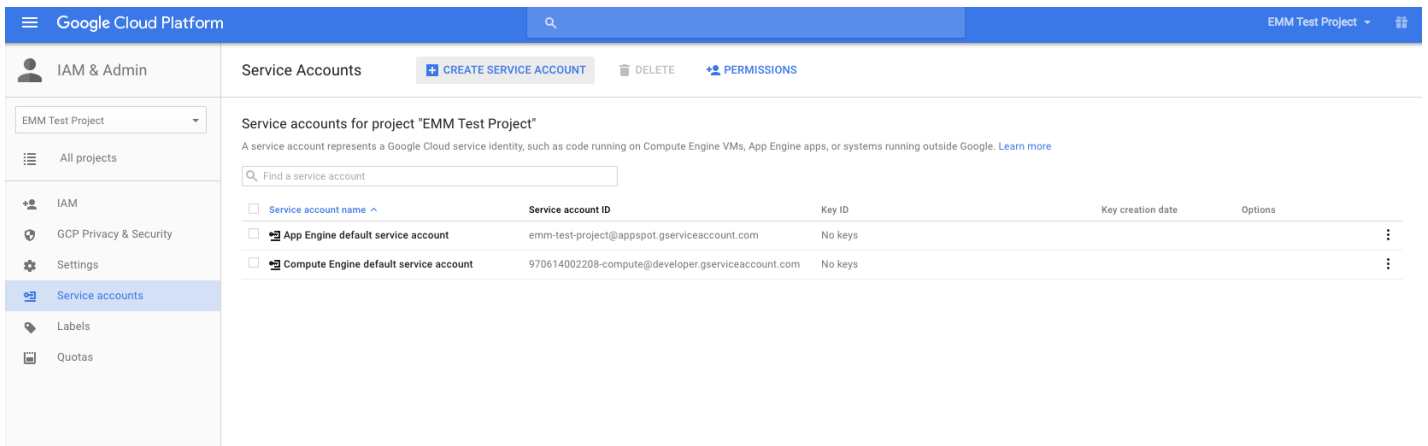 Google Cloud Platform
EMM Test Project
IAM & Admin
Service Accounts
CREATE SERVICE ACCOUNT
DELETE
PERMISSIONS
EMM Test Project
All projects
IAM
GCP Privacy & Security
Settings
Service accounts
Labels
Quotas
Service accounts for project "EMM Test Project"
A service account represents a Google Cloud service identity, such as code running on Compute Engine VMs, App Engine apps, or systems running outside Google. Learn more
Find a service account
Service account name Service account ID Key ID Key creation date Options
App Engine default service account emm-test-project@appspot.gserviceaccount.com No keys
Compute Engine default service account 970614002208-compute@developer.gserviceaccount.com No keys